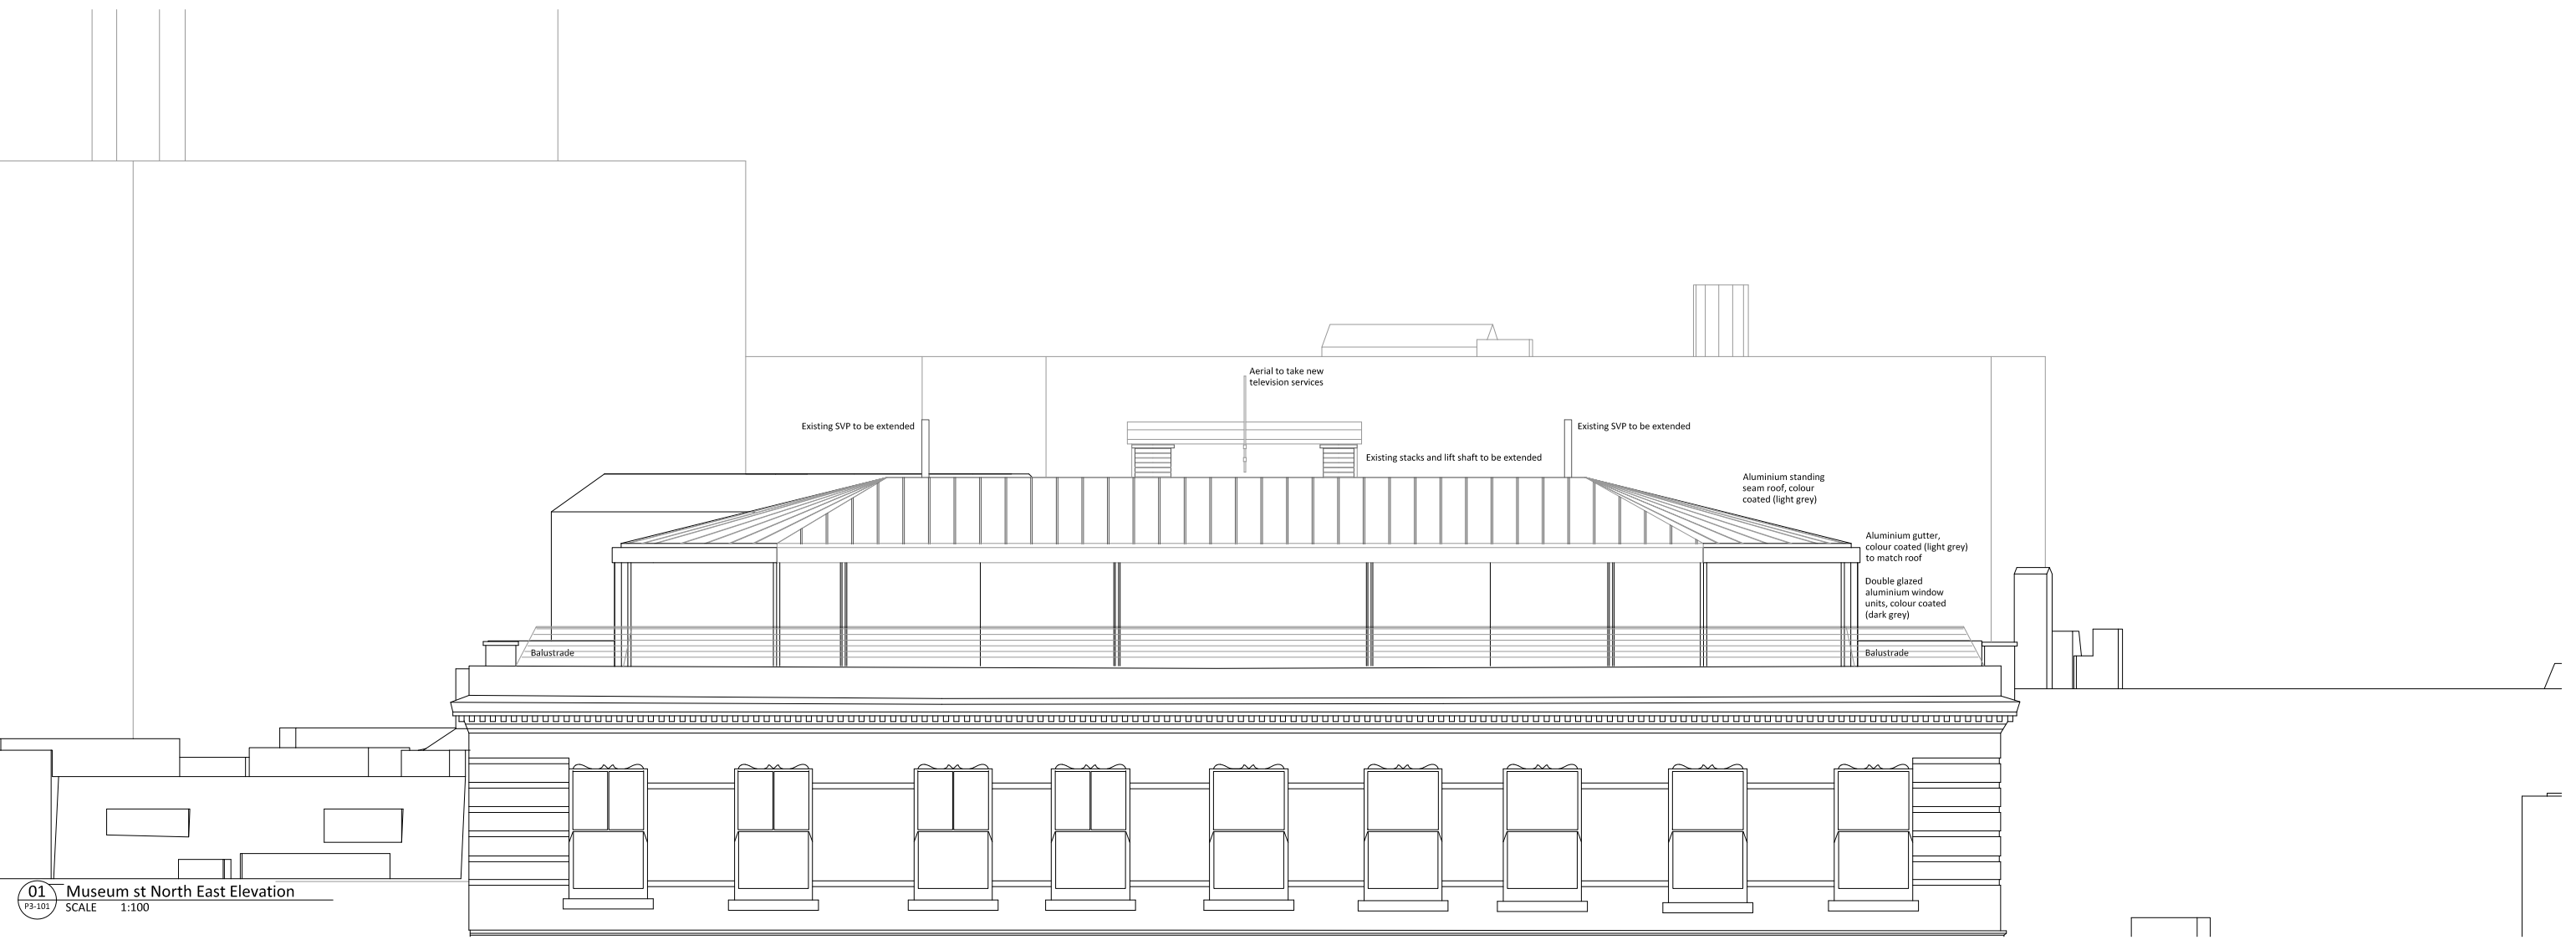 Aerial to take new
television services
Existing SVP to be extended
Existing SVP to be extended
Existing stacks and lift shaft to be extended
Aluminium standing
seam roof, colour
coated (light grey)
Aluminium gutter,
colour coated (light grey)
to match roof
Double glazed
aluminium window
units, colour coated
(dark grey)
Balustrade
Balustrade
01
P3-101
Museum st North East Elevation
SCALE 1:100